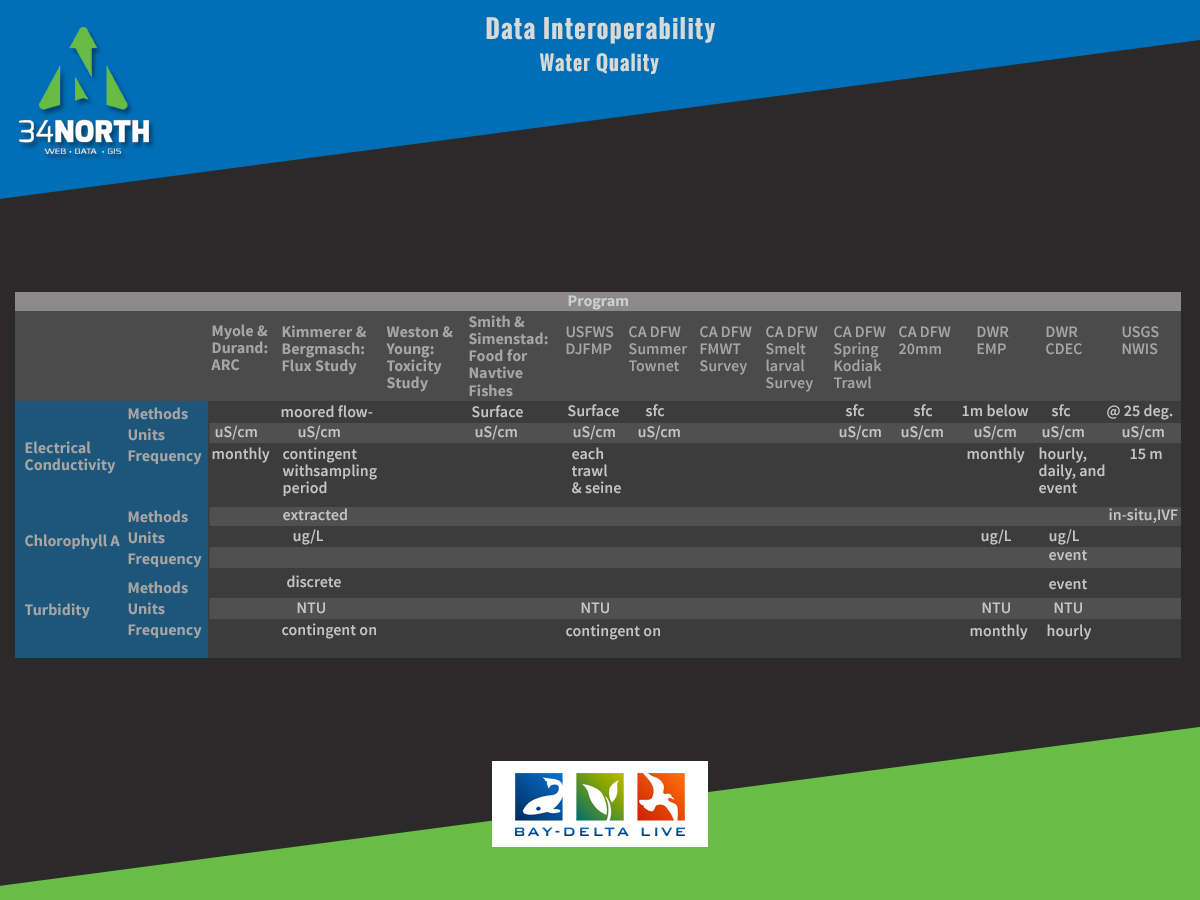 Data Interoperability
Water Quality
34NORTH
WEB • DATA • GIS
Program
Myole &
Durand:
ARC
Kimmerer &
Bergmasch:
Flux Study
Weston &
Young:
Toxicity
Study
Smith &
Simenstad:
Food for
Navtive
Fishes
USFWS
DJFMP
CA DFW
Summer
Townet
CA DFW
FMWT
Survey
CA DFW
Smelt
larval
Survey
CA DFW
Spring
Kodiak
Trawl
CA DFW
20mm
DWR
EMP
DWR
CDEC
USGS
NWIS
Electrical
Conductivity
Methods moored flow- Surface Surface sfc sfc sfc 1m below sfc @ 25 deg.
Units uS/cm uS/cm uS/cm uS/cm uS/cm uS/cm uS/cm uS/cm uS/cm uS/cm
Frequency monthly
contingent
withsampling
period
each
trawl
& seine
monthly
hourly,
daily, and
event
15 m
Chlorophyll A
Methods extracted in-situ,IVF
Units ug/L ug/L ug/L
Frequency event
Turbidity
Methods discrete event
Units NTU NTU NTU NTU
Frequency contingent on contingent on monthly hourly
BAY-DELTA LIVE